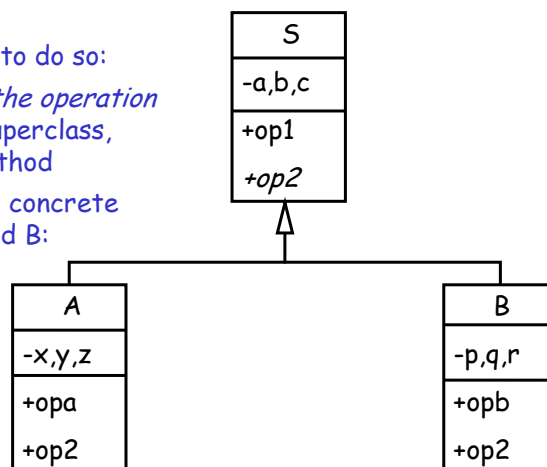 to do so:
the operation
uperclass,
thod
concrete
d B:
S
-a,b,c
+op1
+op2
A
-x,y,z
+opa
+op2
B
-p,q,r
+opb
+op2